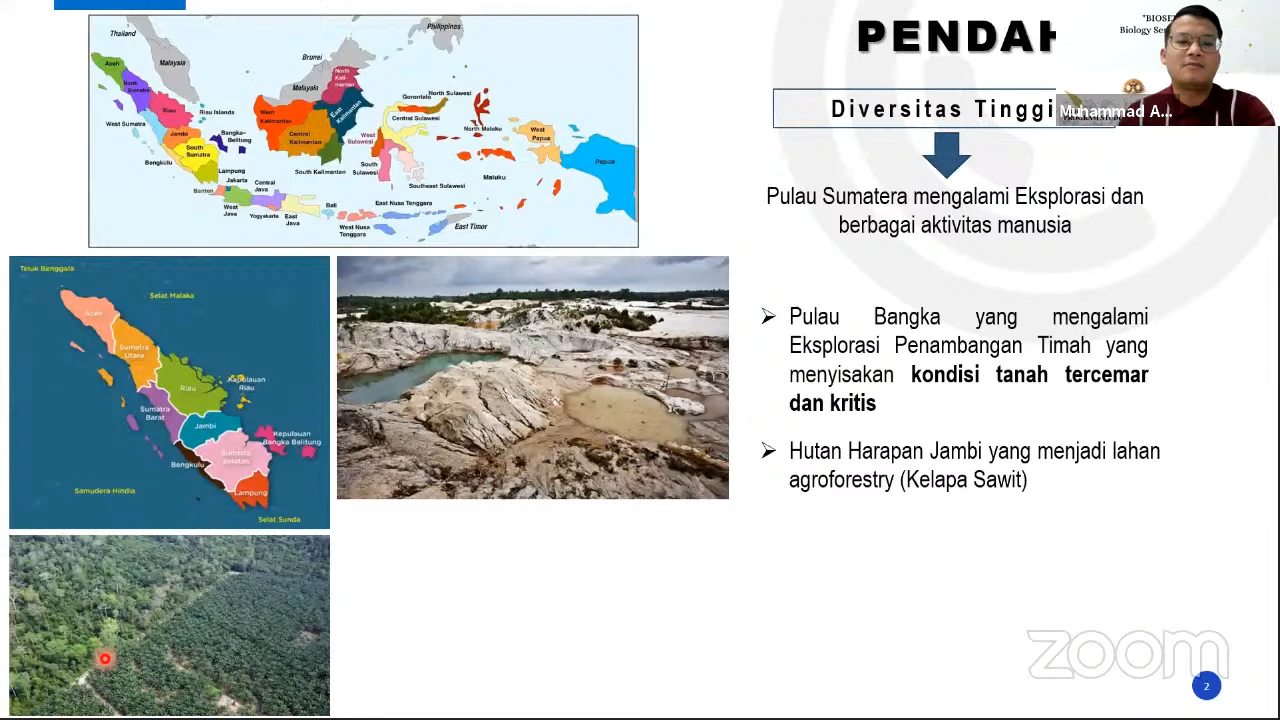 Thailand
Philippines
Malaysia
Brunei
Malaysia
Aceh
North Sumatra
Riau
Riau Islands
West Sumatra
Jambi
Bangka-Belitung
South Sumatra
Bengkulu
Lampung
Jakarta
Banten
Central Java
West Java
Yogyakarta
East Java
Bali
West Nusa Tenggara
East Nusa Tenggara
East Timor
North Kali-mantan
West Kalimantan
Central Kalimantan
East Kalimantan
South Kalimantan
Gorontalo
North Sulawesi
Central Sulawesi
West Sulawesi
South Sulawesi
Southeast Sulawesi
North Maluku
Maluku
West Papua
Papua
PENDAH
"BIOSE
Biology Se
Diversitas Tinggi
Muhammad A...
Pulau Sumatera mengalami Eksplorasi dan
berbagai aktivitas manusia
➢ Pulau Bangka yang mengalami
Eksplorasi Penambangan Timah yang
menyisakan kondisi tanah tercemar
dan kritis
➢ Hutan Harapan Jambi yang menjadi lahan
agroforestry (Kelapa Sawit)
Teluk Benggala
Selat Malaka
Aceh
Sumatra
Utara
Riau
Kepulauan
Riau
Sumatra
Barat
Jambi
Kepulauan
Bangka Belitung
Sumatra
Selatan
Bengkulu
Lampung
Samudera Hindia
Selat Sunda
zoom
2